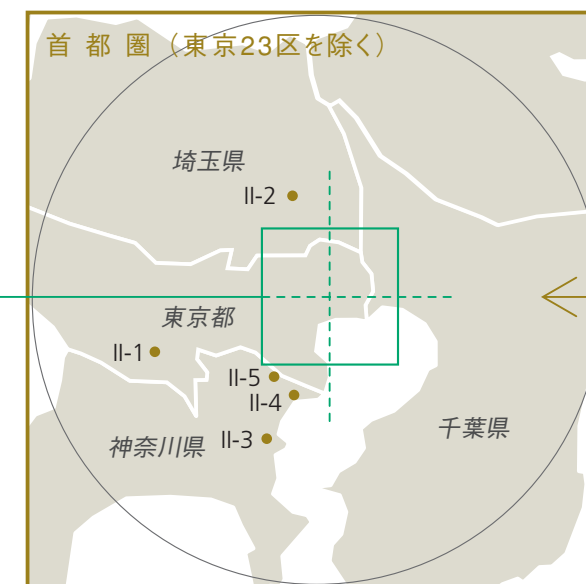 首都圏（東京23区を除く）
埼玉県
II-2
東京都
II-1
II-5
II-4
千葉県
神奈川県
II-3